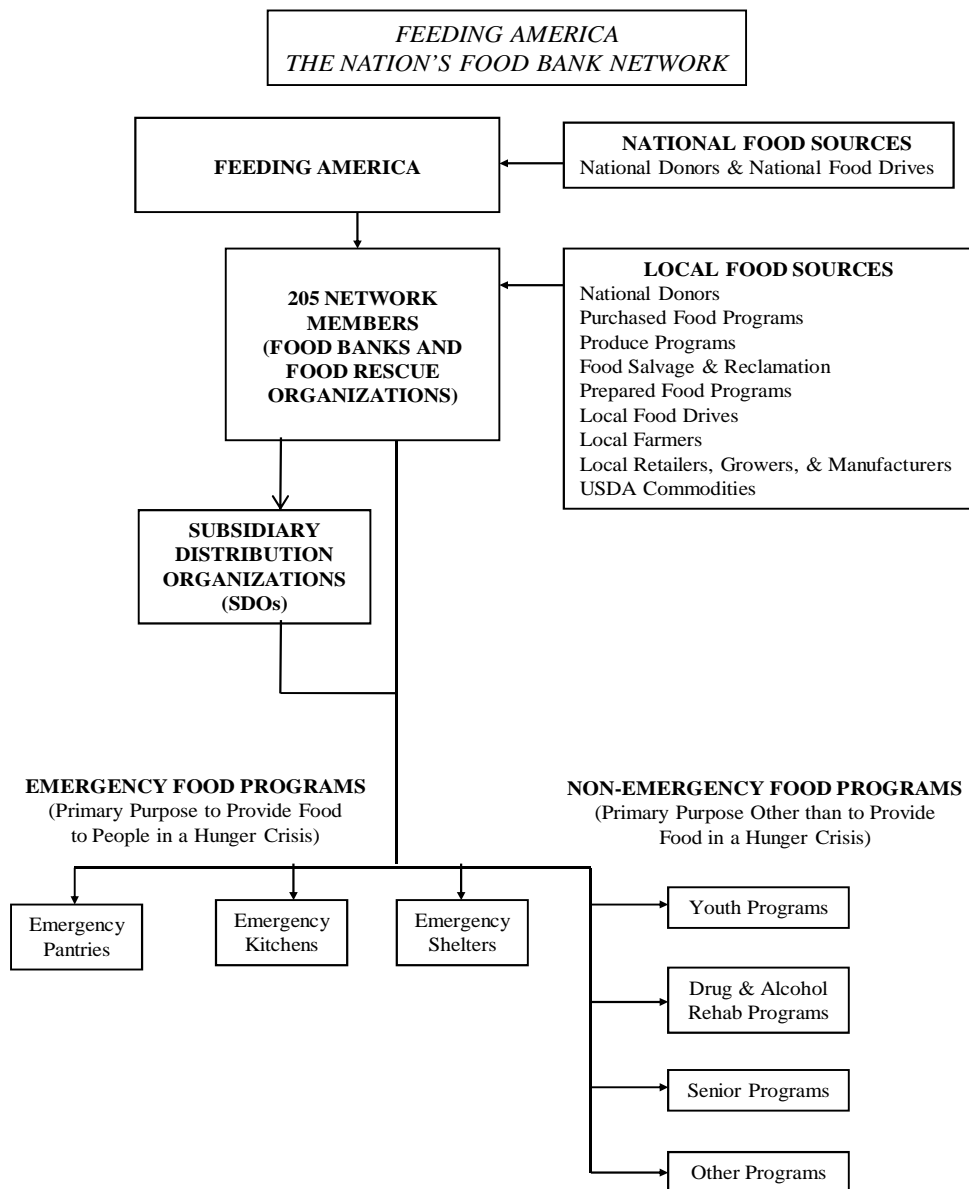 FEEDING AMERICA
THE NATION'S FOOD BANK NETWORK
FEEDING AMERICA
NATIONAL FOOD SOURCES
National Donors & National Food Drives
205 NETWORK
MEMBERS
(FOOD BANKS AND
FOOD RESCUE
ORGANIZATIONS)
LOCAL FOOD SOURCES
National Donors
Purchased Food Programs
Produce Programs
Food Salvage & Reclamation
Prepared Food Programs
Local Food Drives
Local Farmers
Local Retailers, Growers, & Manufacturers
USDA Commodities
SUBSIDIARY
DISTRIBUTION
ORGANIZATIONS
(SDOs)
EMERGENCY FOOD PROGRAMS
(Primary Purpose to Provide Food
to People in a Hunger Crisis)
NON-EMERGENCY FOOD PROGRAMS
(Primary Purpose Other than to Provide
Food in a Hunger Crisis)
Emergency
Pantries
Emergency
Kitchens
Emergency
Shelters
Youth Programs
Drug & Alcohol
Rehab Programs
Senior Programs
Other Programs